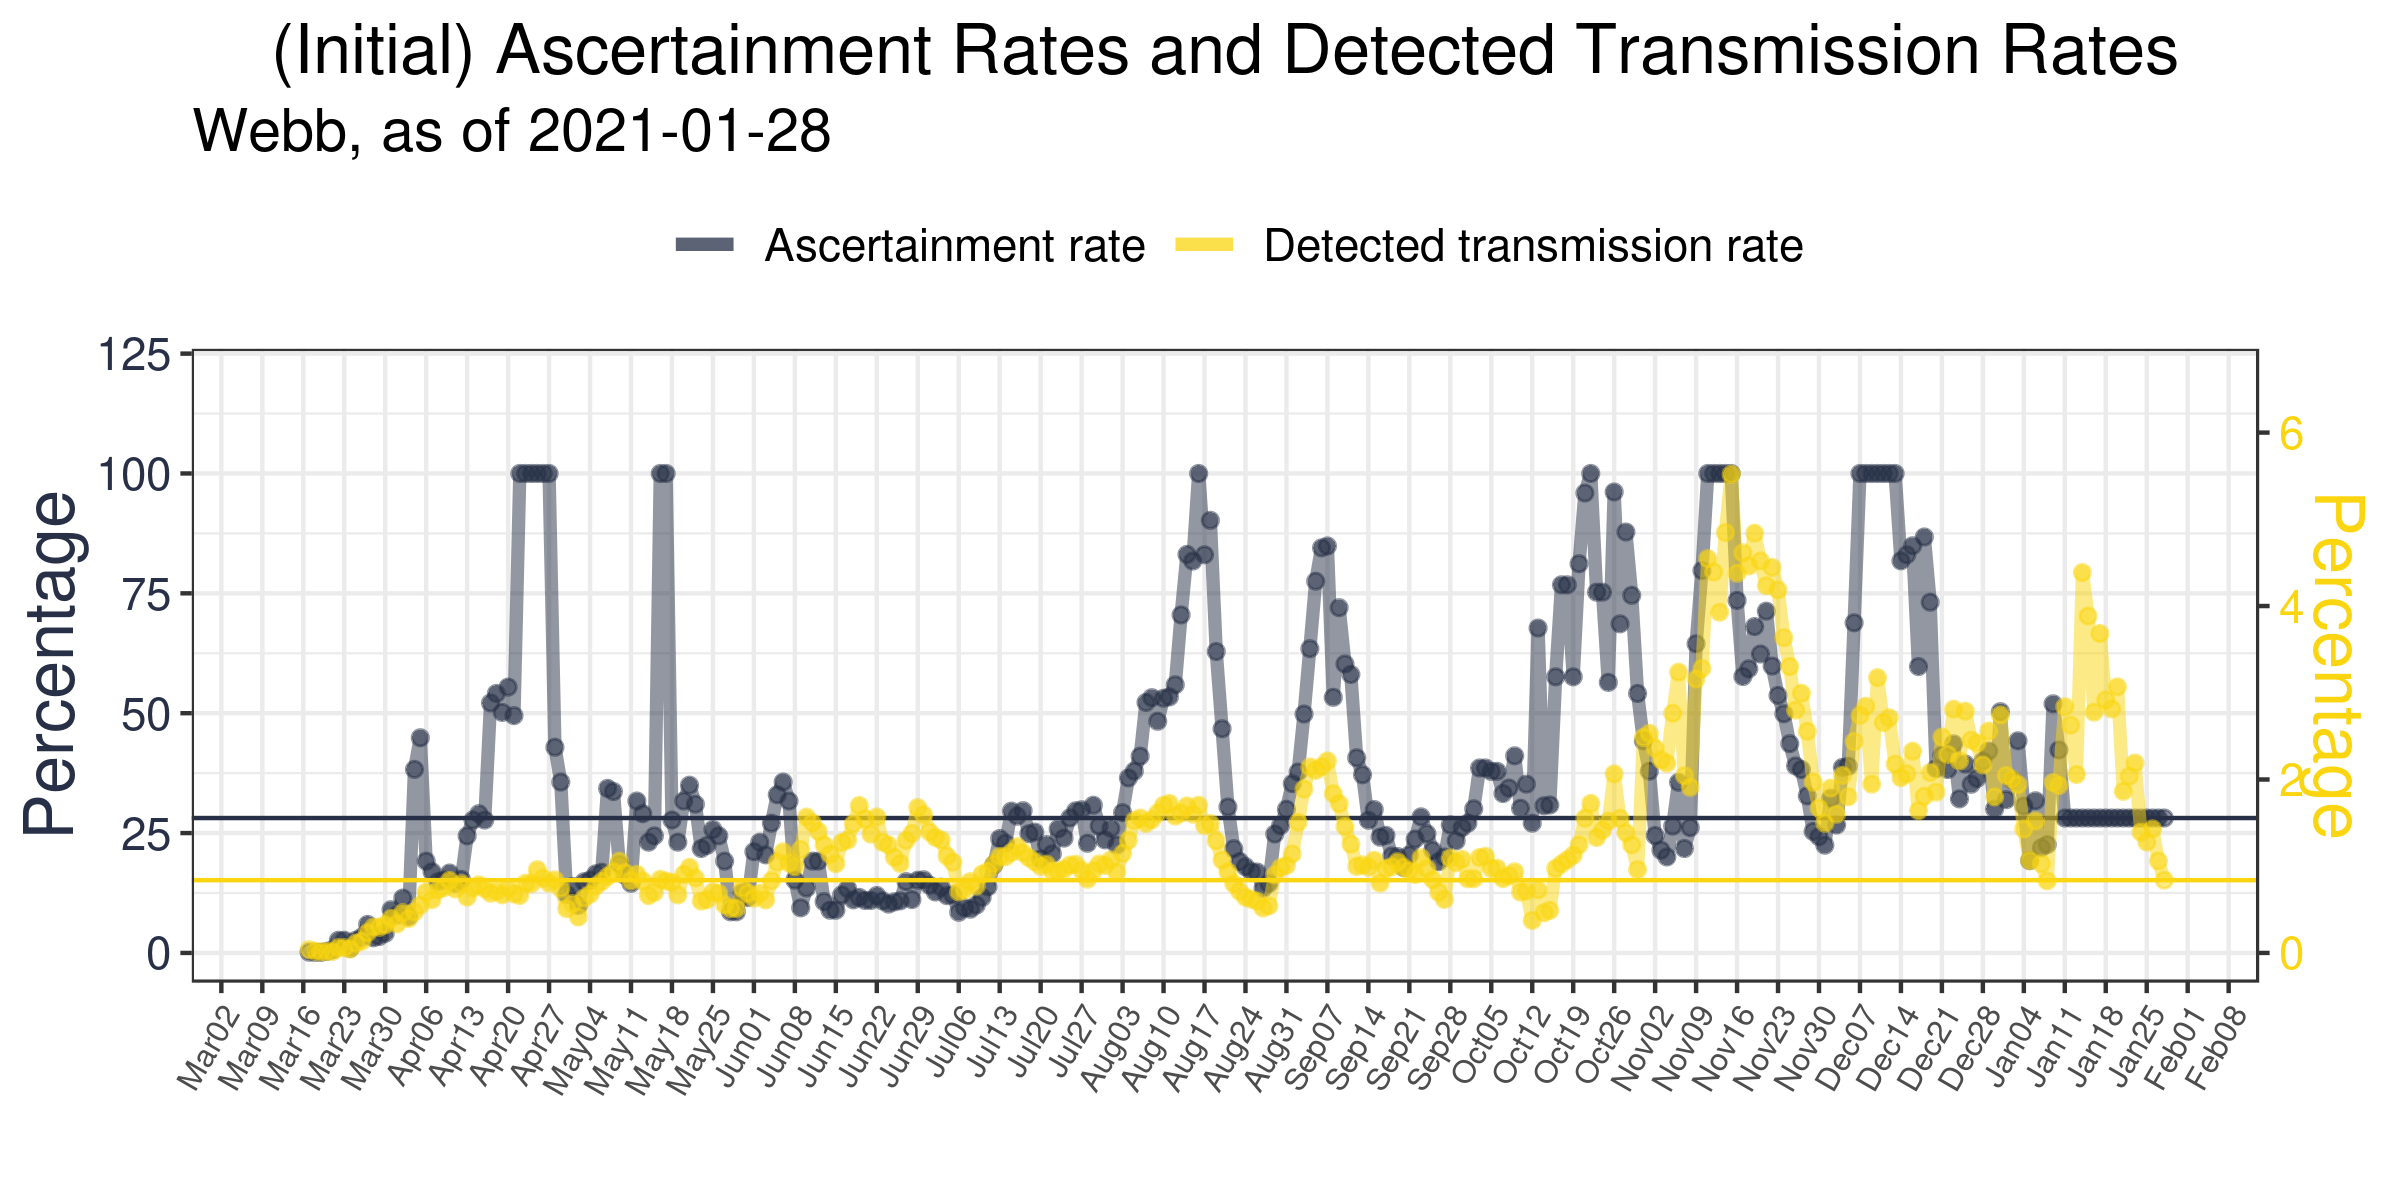 (Initial) Ascertainment Rates and Detected Transmission Rates
Webb, as of 2021-01-28
Ascertainment rate
Detected transmission rate
125
100
75
50
25
0
Percentage
6
4
2
0
Percentage
Mar02
Mar09
Mar16
Mar23
Mar30
Apr06
Apr13
Apr20
Apr27
May04
May11
May18
May25
Jun01
Jun08
Jun15
Jun22
Jun29
Jul06
Jul13
Jul20
Jul27
Aug03
Aug10
Aug17
Aug24
Aug31
Sep07
Sep14
Sep21
Sep28
Oct05
Oct12
Oct19
Oct26
Nov02
Nov09
Nov16
Nov23
Nov30
Dec07
Dec14
Dec21
Dec28
Jan04
Jan11
Jan18
Jan25
Feb01
Feb08